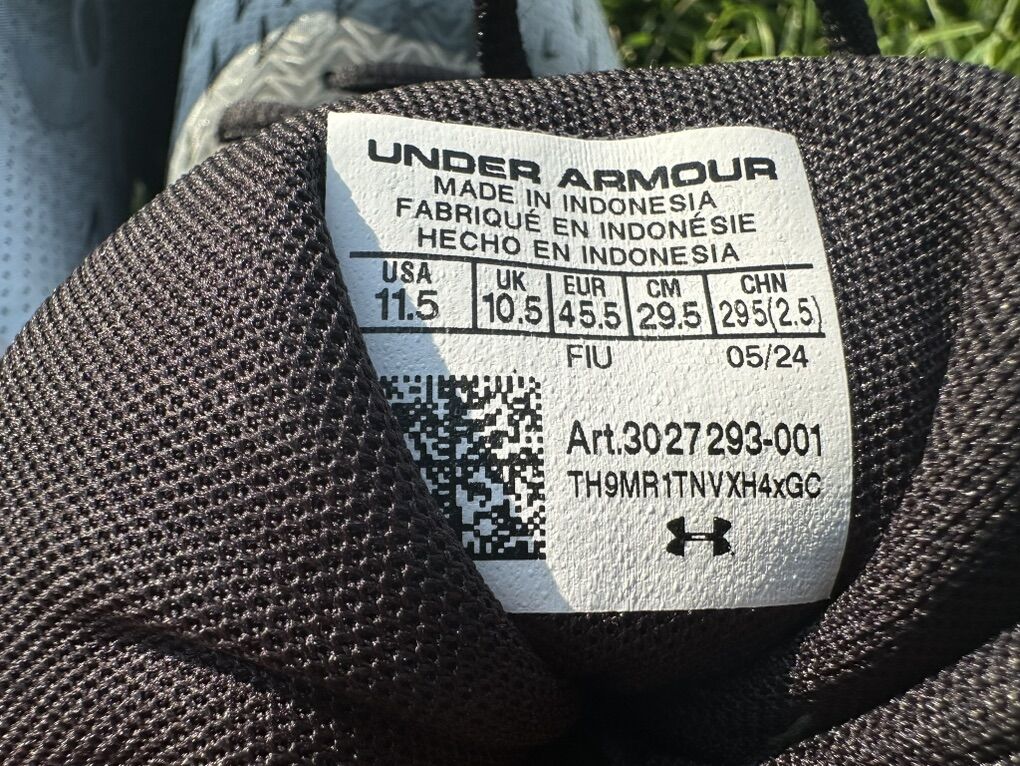 UNDER ARMOUR
MADE IN INDONESIA
FABRIQUÉ EN INDONÉSIE
HECHO EN INDONESIA
USA UK EUR CM CHN
11.5 10.5 45.5 29.5 295(2.5)
FIU 05/24
Art.3027293-001
TH9MR1TNVXH4xGC